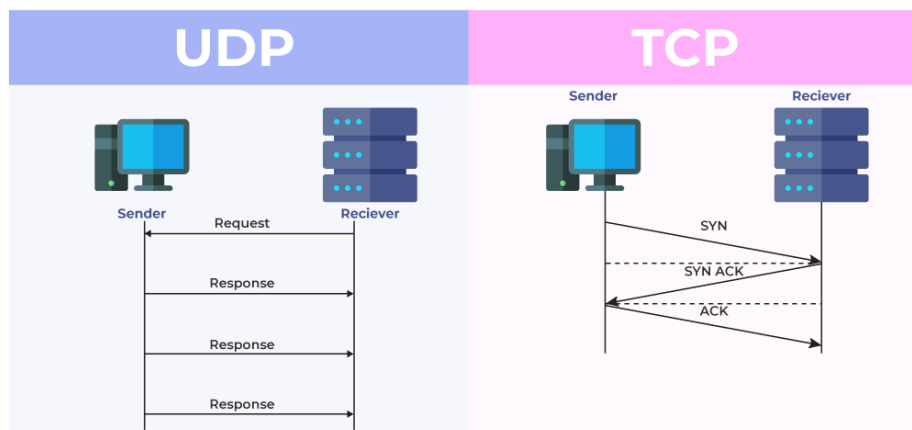 UDP
Sender
Reciever
Request
Response
Response
Response
TCP
Sender
Reciever
SYN
SYN ACK
ACK